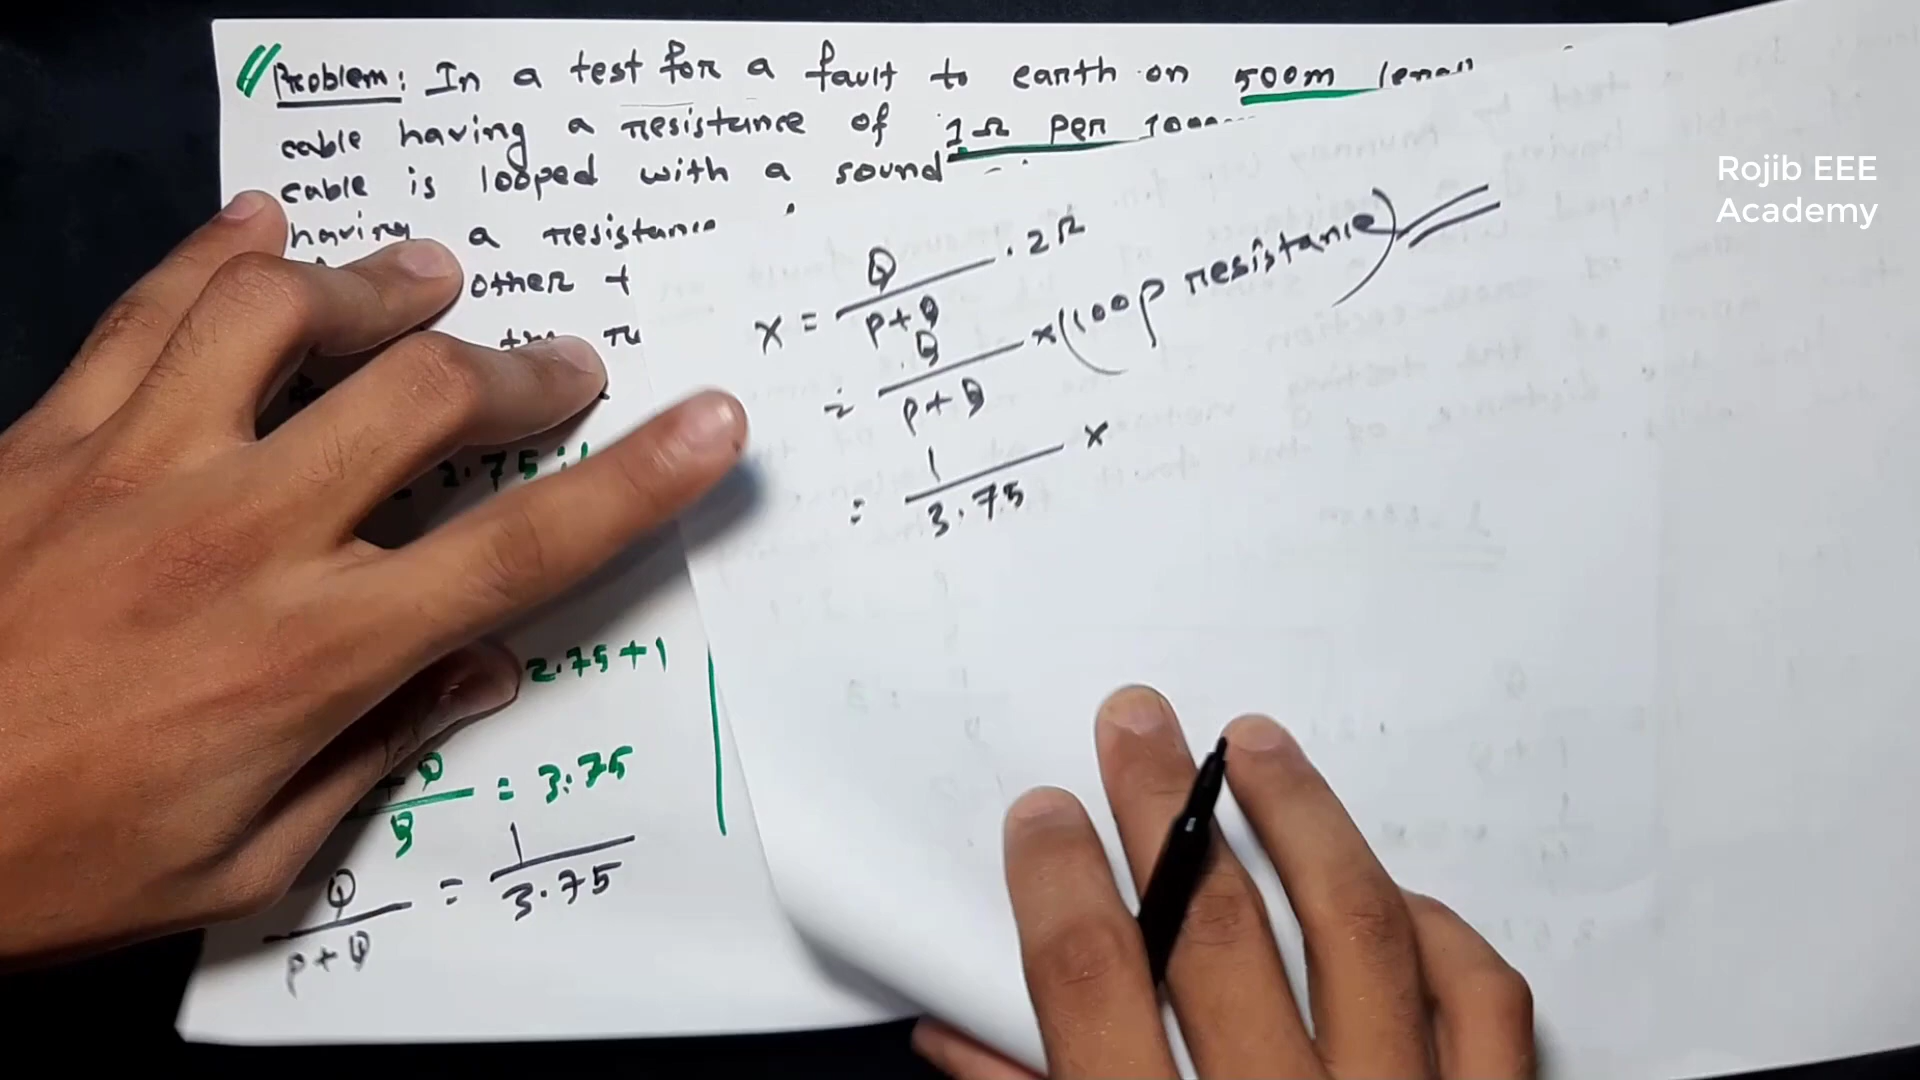 Problem: In a test for a fault to earth on 500m
cable having a resistance of 1Ω per
cable is looped with a sound
having a resistance
other
= 2.75:1
2.75+1
+Q / Q = 3.75
Q / P+Q = 1 / 3.75
x = Q / P+Q . 2r
= Q / P+Q x (loop resistance)
= 1 / 3.75 x
Rojib EEE
Academy